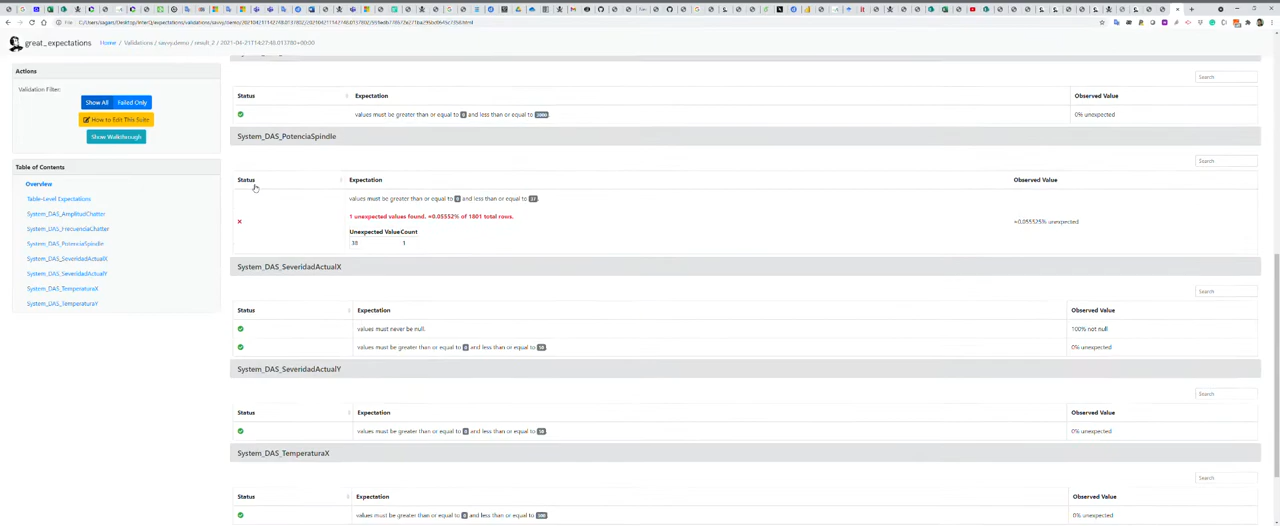 great_expectations
Home / Validations / savvy.demo / result_2 / 2021-04-21T14:27:48.013780+00:00
Actions
Validation Filter:
Show All Failed Only
How to Edit This Suite
Show Walkthrough
Table of Contents
Overview
Table-Level Expectations
System_DAS_AmplitudChatter
System_DAS_FrecuenciaChatter
System_DAS_PotenciaSpindle
System_DAS_SeveridadActualX
System_DAS_SeveridadActualY
System_DAS_TemperaturaX
System_DAS_TemperaturaY
Search
Status Expectation Observed Value
values must be greater than or equal to 0 and less than or equal to 0% unexpected
System_DAS_PotenciaSpindle
Search
Status Expectation Observed Value
values must be greater than or equal to 0 and less than or equal to 37.
1 unexpected values found. ≈0.05552% of 1801 total rows.
≈0.055525% unexpected
Unexpected Value Count
38 1
System_DAS_SeveridadActualX
Search
Status Expectation Observed Value
values must never be null. 100% not null
values must be greater than or equal to 0 and less than or equal to 0% unexpected
System_DAS_SeveridadActualY
Search
Status Expectation Observed Value
values must be greater than or equal to 0 and less than or equal to 0% unexpected
System_DAS_TemperaturaX
Search
Status Expectation Observed Value
values must be greater than or equal to 0 and less than or equal to 0% unexpected